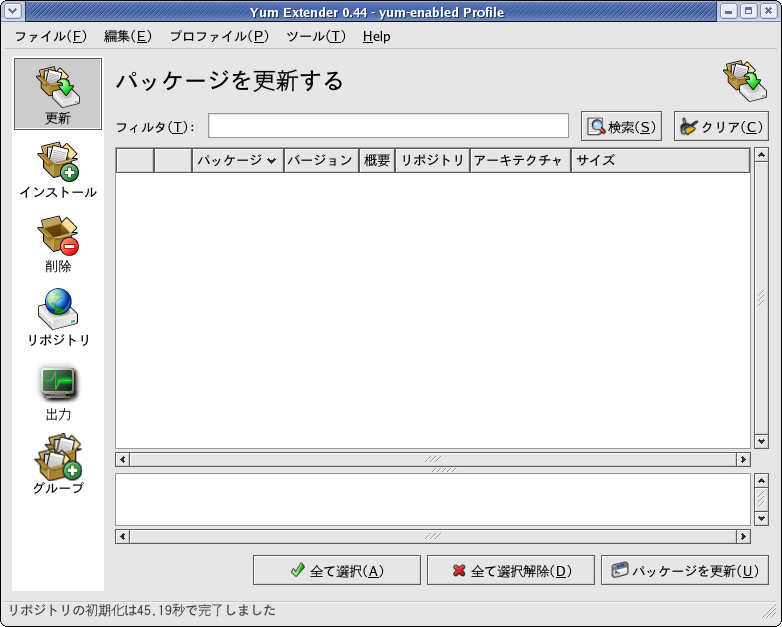 Yum Extender 0.44 - yum-enabled Profile
ファイル(F) 編集(E) プロファイル(P) ツール(T) Help
更新
インストール
削除
リポジトリ
出力
グループ
パッケージを更新する
フィルタ(T): 検索(S) クリア(C)
パッケージ バージョン 概要 リポジトリ アーキテクチャ サイズ
全て選択(A) 全て選択解除(D) パッケージを更新(U)
リポジトリの初期化は45.19秒で完了しました